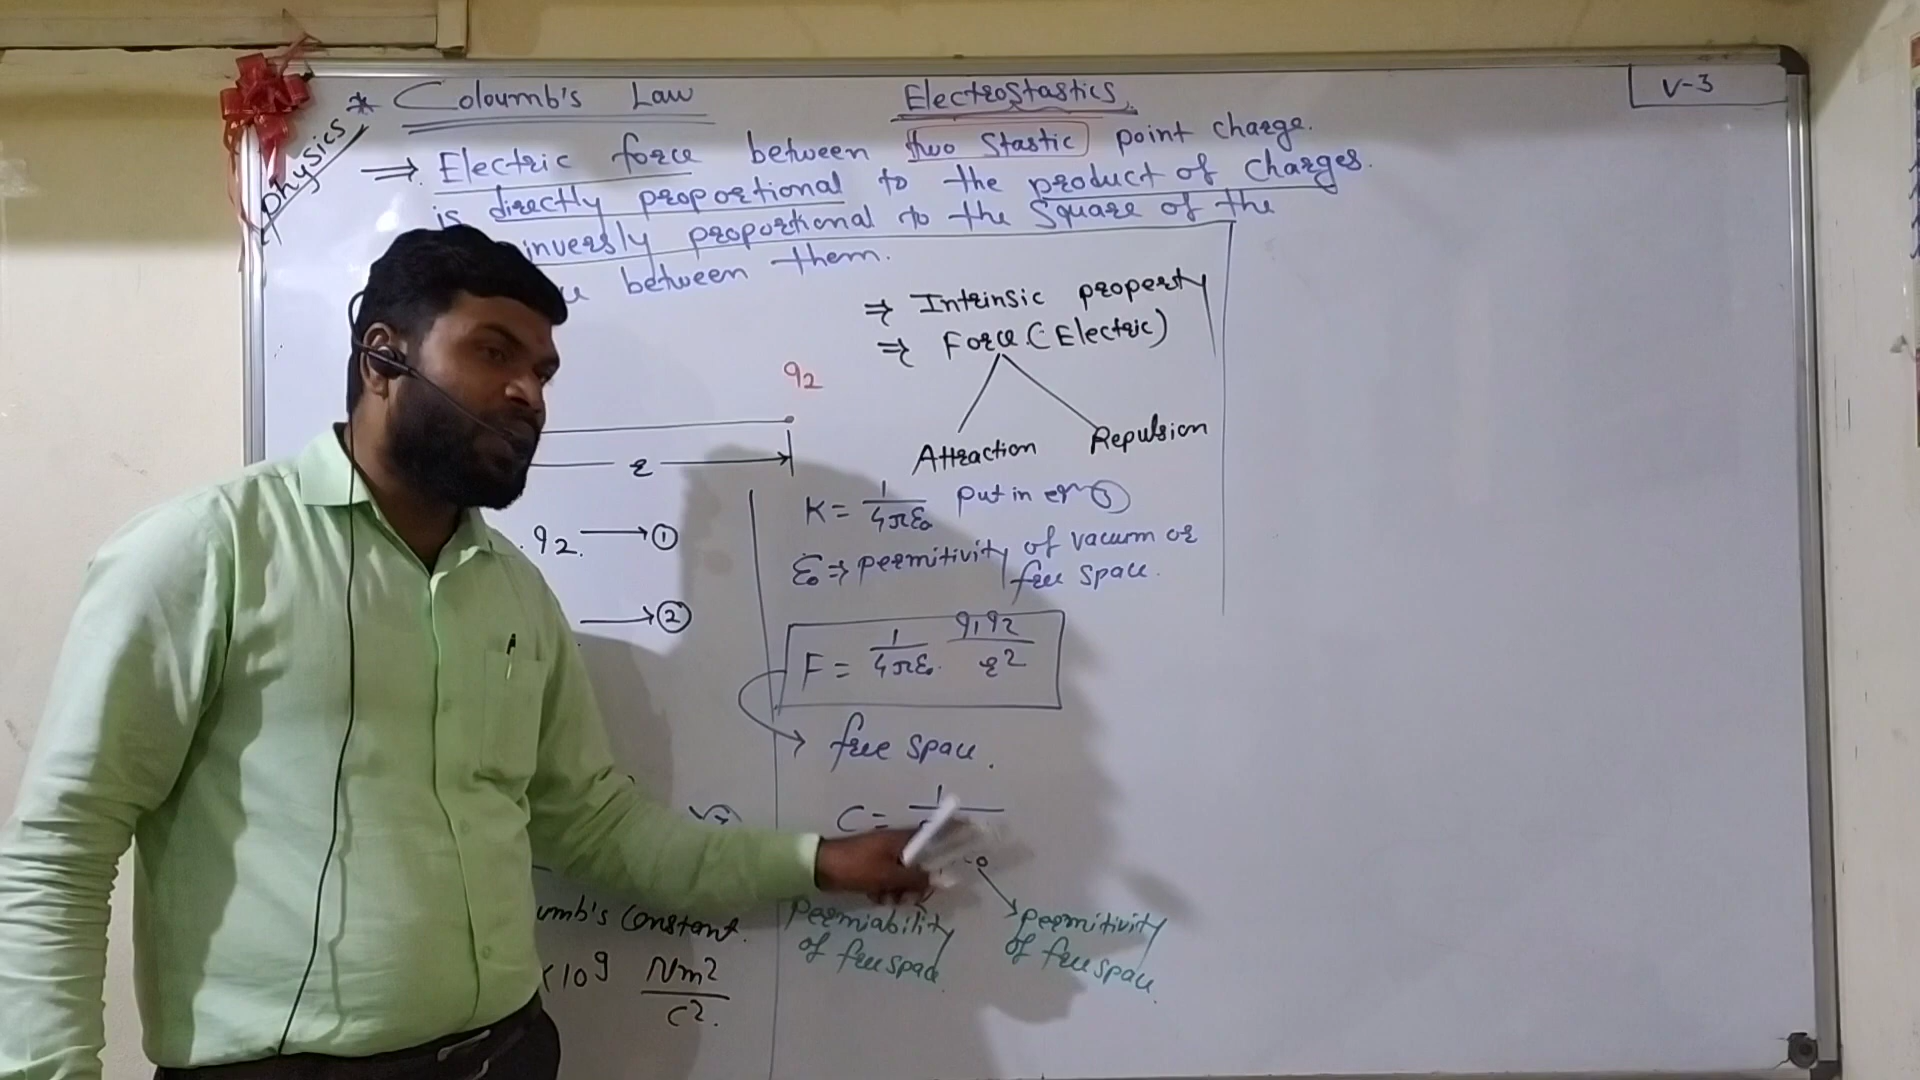 physics
* Coloumb's Law
Electrostastics
V-3
⇒ Electric force between two stastic point charge.
is directly proportional to the product of charges.
inversly proportional to the square of the
between them.
⇒ Intrinsic property
⇒ Force (Electric)
Attraction Repulsion
q2
r
q2. → ①
→ ②
umb's Constant.
×10⁹ Nm2/c2.
K = 1/4πε₀ put in eqn ③
ε₀ ⇒ permitivity of vacum or
free space.
F = 1/4πε₀. q1q2/r2
free space.
C = 1
Permiability
of free space
permitivity
of free space.